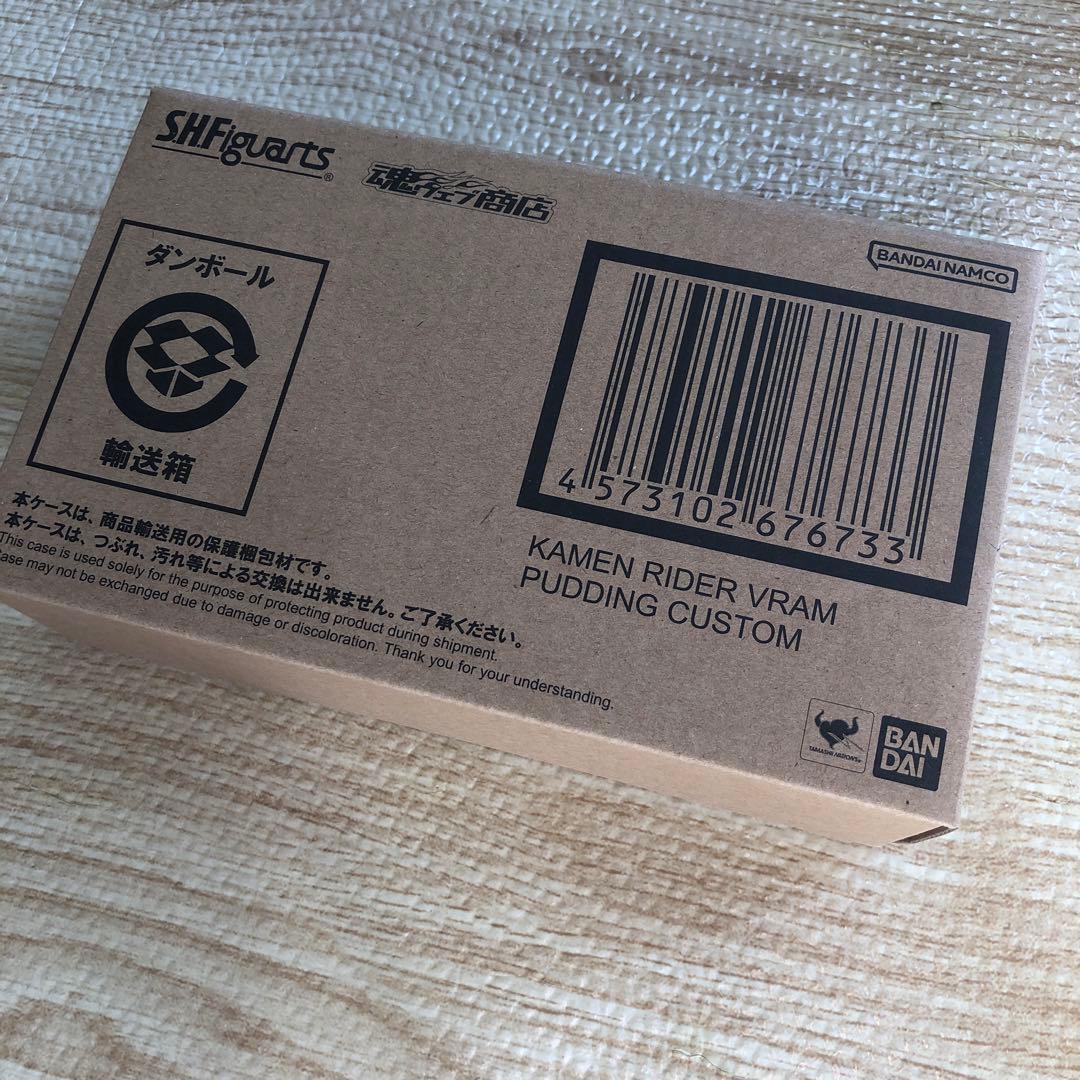 S.H.Figuarts®
魂ウェブ商店
BANDAI NAMCO
ダンボール
輸送箱
4 573102 676733
KAMEN RIDER VRAM
PUDDING CUSTOM
本ケースは、商品輸送用の保護梱包材です。
本ケースは、つぶれ、汚れ等による交換は出来ません。ご了承ください。
This case is used solely for the purpose of protecting product during shipment.
Case may not be exchanged due to damage or discoloration. Thank you for your understanding.
TAMASHII NATIONS
BAN
DAI